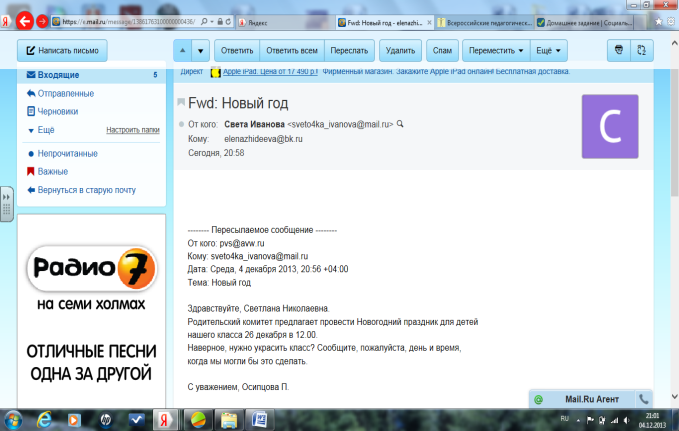 https://e.mail.ru/message/13861763100000000436/
Яндекс
Fwd: Новый год - elenazhi...
Всероссийские педагогическ...
Домашнее задание | Социаль...
Написать письмо
Ответить
Ответить всем
Переслать
Удалить
Спам
Переместить
Ещё
Входящие 5
Отправленные
Черновики
Ещё
Настроить папки
Непрочитанные
Важные
Вернуться в старую почту
Директ Apple iPad. Цена от 17 490 р.! Фирменный магазин. Закажите Apple iPad онлайн! Бесплатная доставка.
Fwd: Новый год
От кого: Света Иванова <sveto4ka_ivanova@mail.ru>
Кому: elenazhideeva@bk.ru
Сегодня, 20:58
С
-------- Пересылаемое сообщение --------
От кого: pvs@avw.ru
Кому: sveto4ka_ivanova@mail.ru
Дата: Среда, 4 декабря 2013, 20:56 +04:00
Тема: Новый год
Здравствуйте, Светлана Николаевна.
Родительский комитет предлагает провести Новогодний праздник для детей
нашего класса 26 декабря в 12.00.
Наверное, нужно украсить класс? Сообщите, пожалуйста, день и время,
когда мы могли бы это сделать.
С уважением, Осипцова П.
Радио 7
на семи холмах
ОТЛИЧНЫЕ ПЕСНИ
ОДНА ЗА ДРУГОЙ
Mail.Ru Агент
RU
21:01
04.12.2013